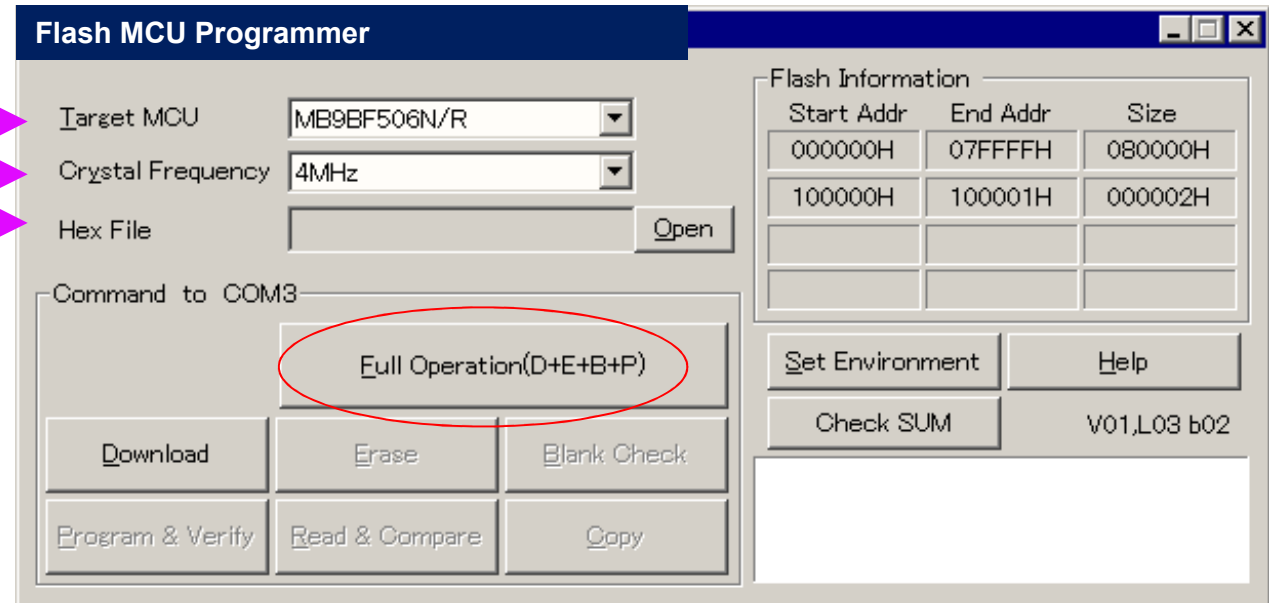 Flash MCU Programmer
Target MCU
MB9BF506N/R
Crystal Frequency
4MHz
Hex File
Open
Command to COM3
Full Operation(D+E+B+P)
Download
Erase
Blank Check
Program & Verify
Read & Compare
Copy
Flash Information
Start Addr End Addr Size
000000H 07FFFFH 080000H
100000H 100001H 000002H
Set Environment
Help
Check SUM
V01,L03 b02